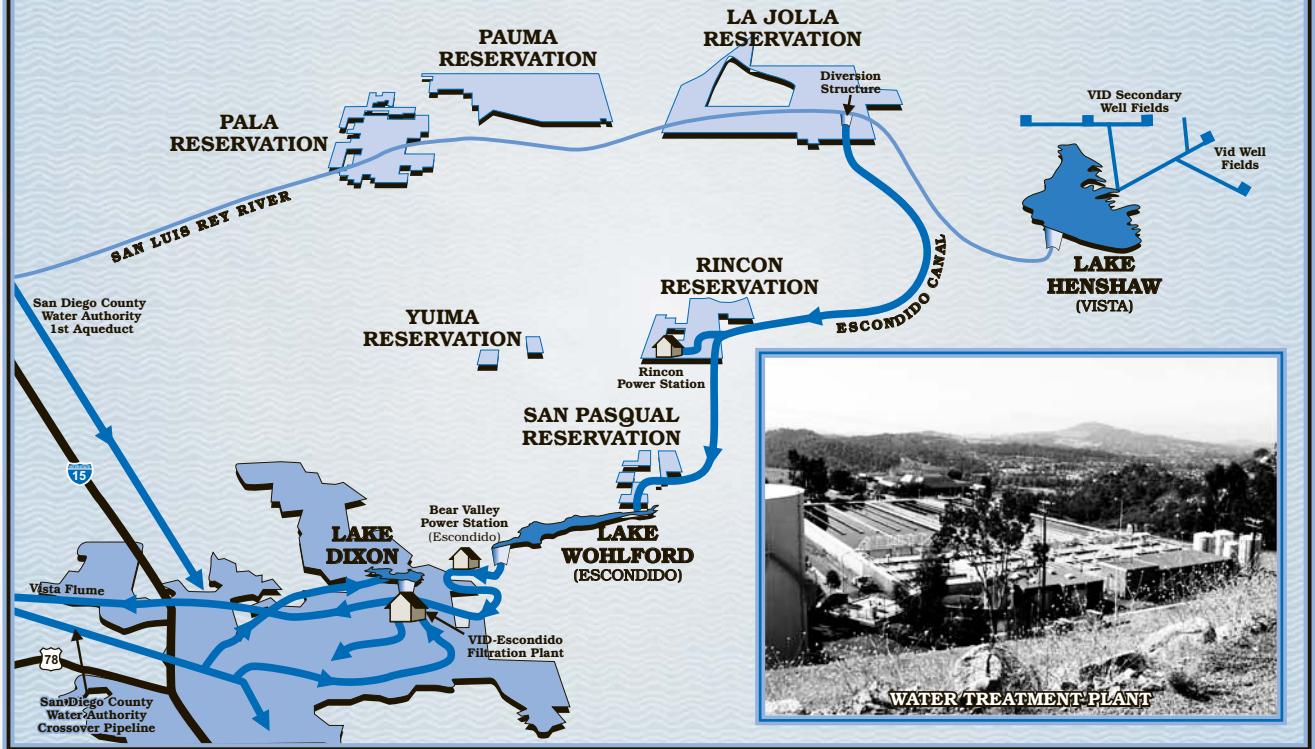 LA JOLLA
RESERVATION
PAUMA
RESERVATION
Diversion
Structure
VID Secondary
Well Fields
PALA
RESERVATION
Vid Well
Fields
SAN LUIS REY RIVER
ESCONDIDO CANAL
LAKE
HENSHAW
(VISTA)
RINCON
RESERVATION
San Diego County
Water Authority
1st Aqueduct
YUIMA
RESERVATION
Rincon
Power Station
SAN PASQUAL
RESERVATION
15
Bear Valley
Power Station
(Escondido)
LAKE
DIXON
LAKE
WOHLFORD
(ESCONDIDO)
Vista Flume
VID-Escondido
Filtration Plant
78
San Diego County
Water Authority
Crossover Pipeline
WATER TREATMENT PLANT